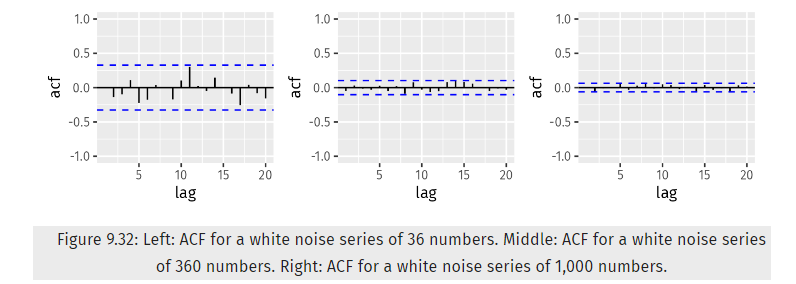 1.0
0.5
0.0
-0.5
-1.0
acf
5 10 15 20
lag
1.0
0.5
0.0
-0.5
-1.0
acf
5 10 15 20
lag
1.0
0.5
0.0
-0.5
-1.0
acf
5 10 15 20
lag
Figure 9.32: Left: ACF for a white noise series of 36 numbers. Middle: ACF for a white noise series
of 360 numbers. Right: ACF for a white noise series of 1,000 numbers.